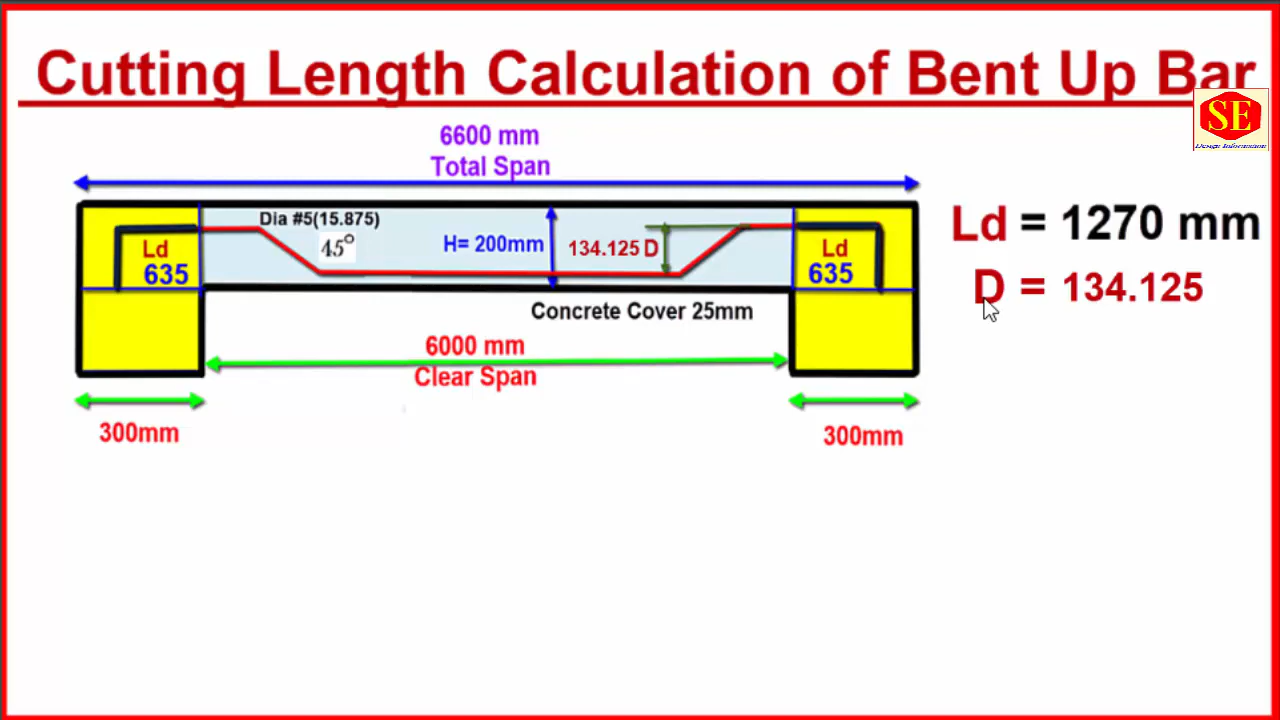 Cutting Length Calculation of Bent Up Bar
SE
Design Information
6600 mm
Total Span
Dia #5(15.875)
45°
H= 200mm
134.125 D
Ld
635
Ld
635
Ld = 1270 mm
D = 134.125
Concrete Cover 25mm
6000 mm
Clear Span
300mm
300mm